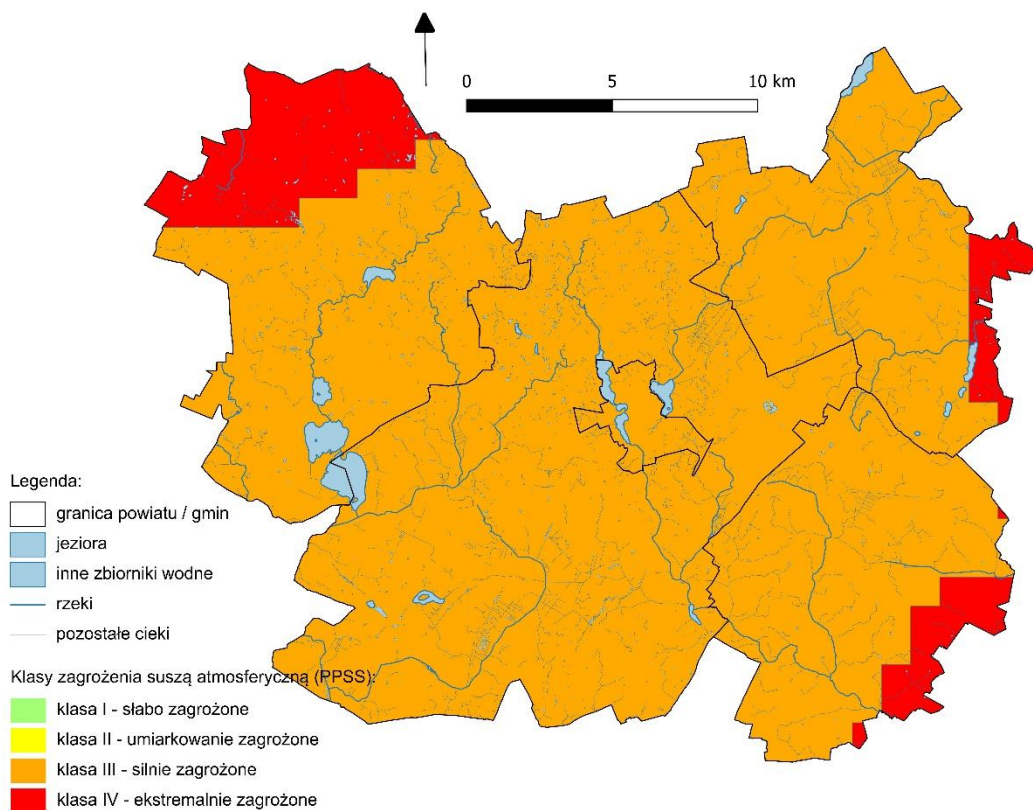 0 5 10 km
Legenda:
granica powiatu / gmin
jeziora
inne zbiorniki wodne
rzeki
pozostałe cieki
Klasy zagrożenia suszą atmosferyczną (PPSS):
klasa I - słabo zagrożone
klasa II - umiarkowanie zagrożone
klasa III - silnie zagrożone
klasa IV - ekstremalnie zagrożone